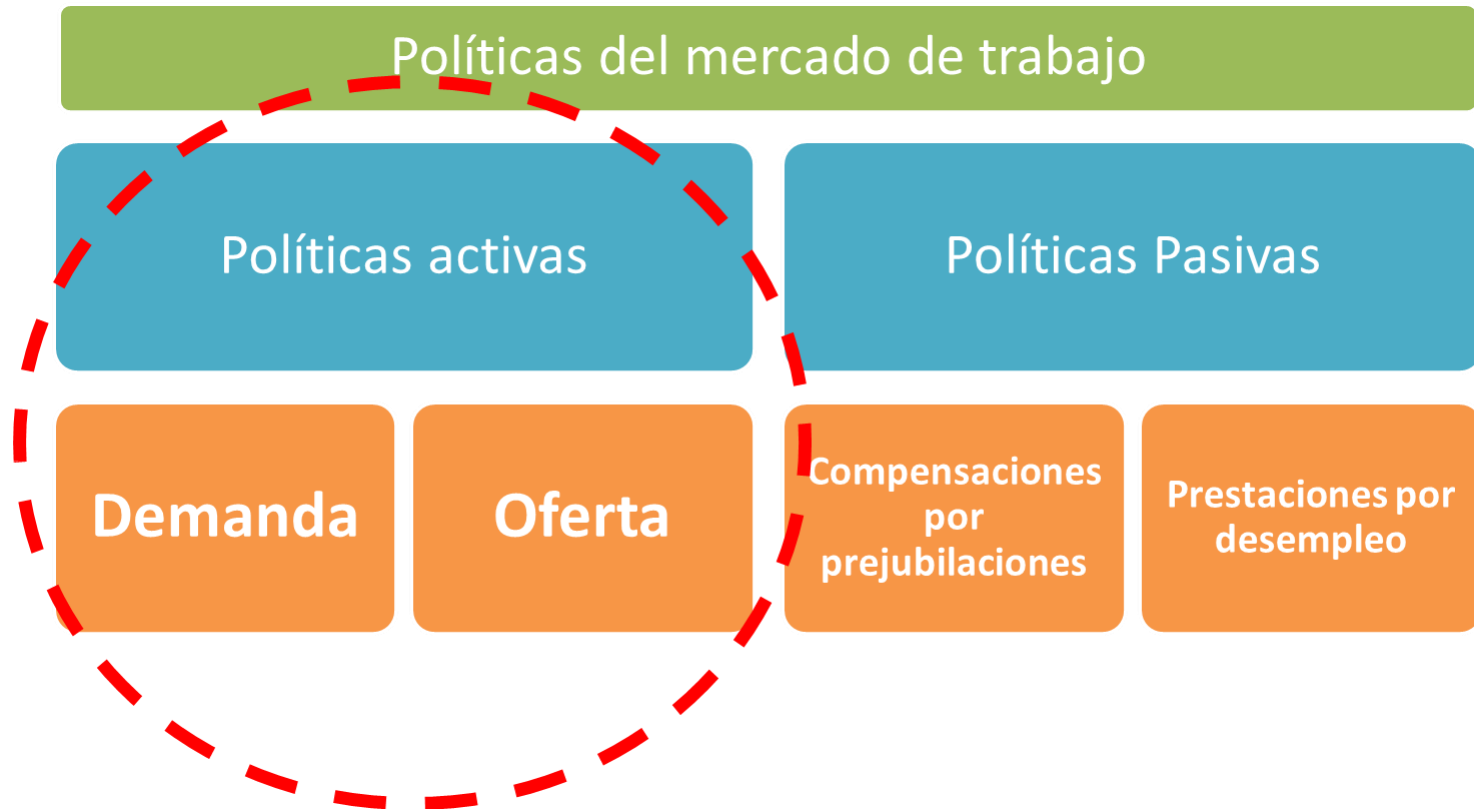 Políticas del mercado de trabajo
Políticas activas
Políticas Pasivas
Demanda
Oferta
Compensaciones
por
prejubilaciones
Prestaciones por
desempleo